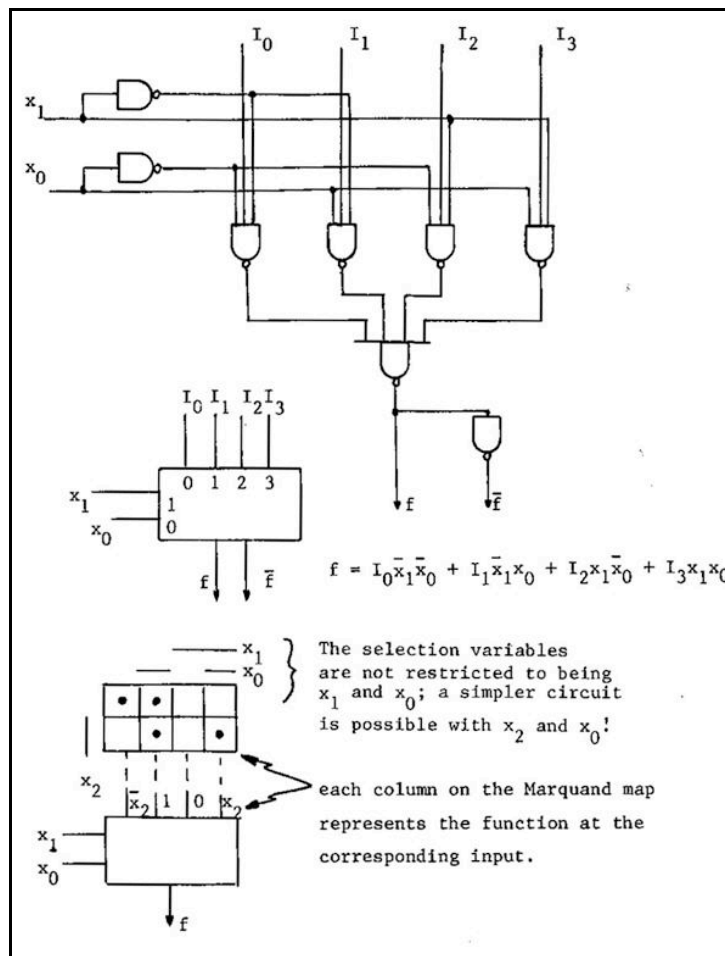 I₀ I₁ I₂ I₃
x₁
x₀
I₀ I₁ I₂ I₃
0 1 2 3
x₁ 1
x₀ 0
f f̅
f f̅
f = I₀x̅₁x̅₀ + I₁x̅₁x₀ + I₂x₁x̅₀ + I₃x₁x₀
x₁
x₀
The selection variables
are not restricted to being
x₁ and x₀; a simpler circuit
is possible with x₂ and x₀!
x₂
x̅₂ 1 0 x₂
each column on the Marquand map
represents the function at the
corresponding input.
x₁
x₀
f